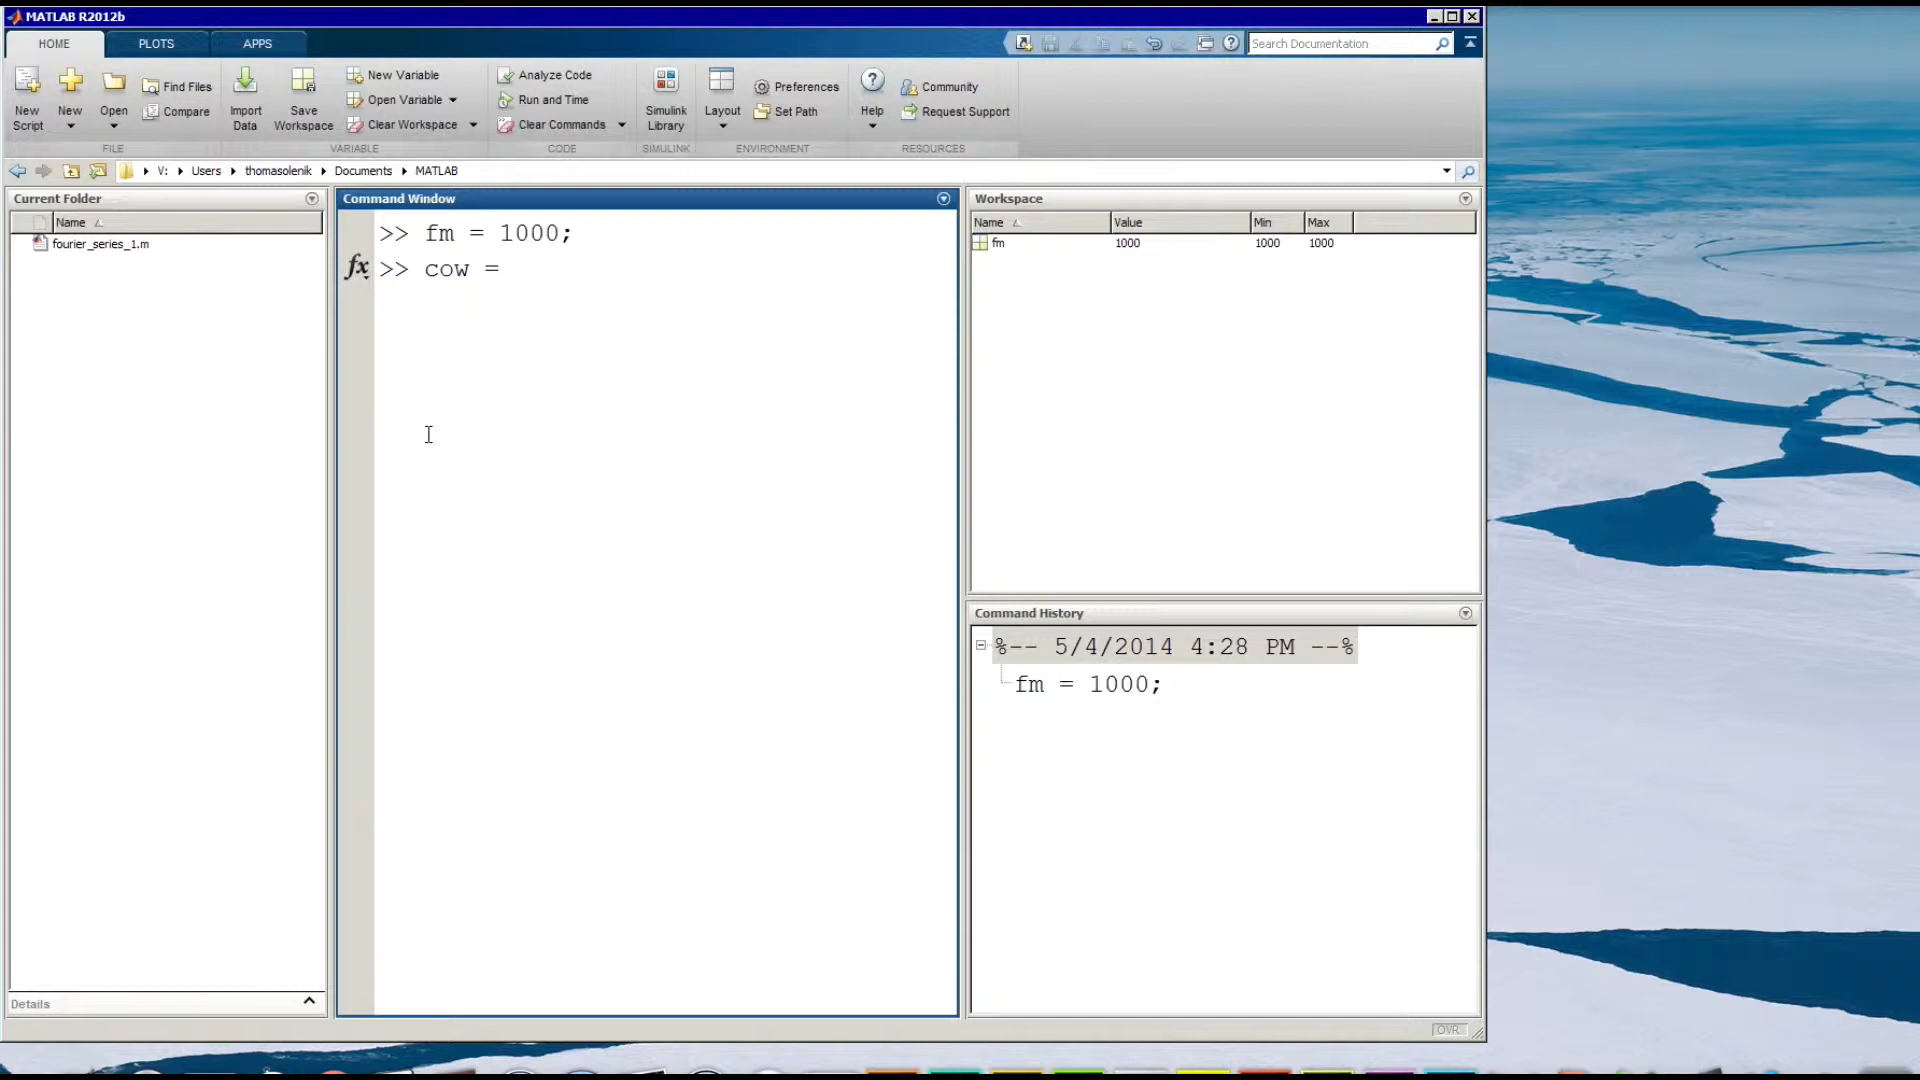 MATLAB R2012b
HOME PLOTS APPS
Search Documentation
New Script
New
Open
Find Files
Compare
FILE
Import Data
Save Workspace
New Variable
Open Variable
Clear Workspace
VARIABLE
Analyze Code
Run and Time
Clear Commands
CODE
Simulink Library
SIMULINK
Layout
Preferences
Set Path
ENVIRONMENT
Help
Community
Request Support
RESOURCES
V: Users thomasolenik Documents MATLAB
Current Folder
Name
fourier_series_1.m
Details
Command Window
>> fm = 1000;
fx >> cow =
Workspace
Name Value Min Max
fm 1000 1000 1000
Command History
%-- 5/4/2014 4:28 PM --%
fm = 1000;
OVR